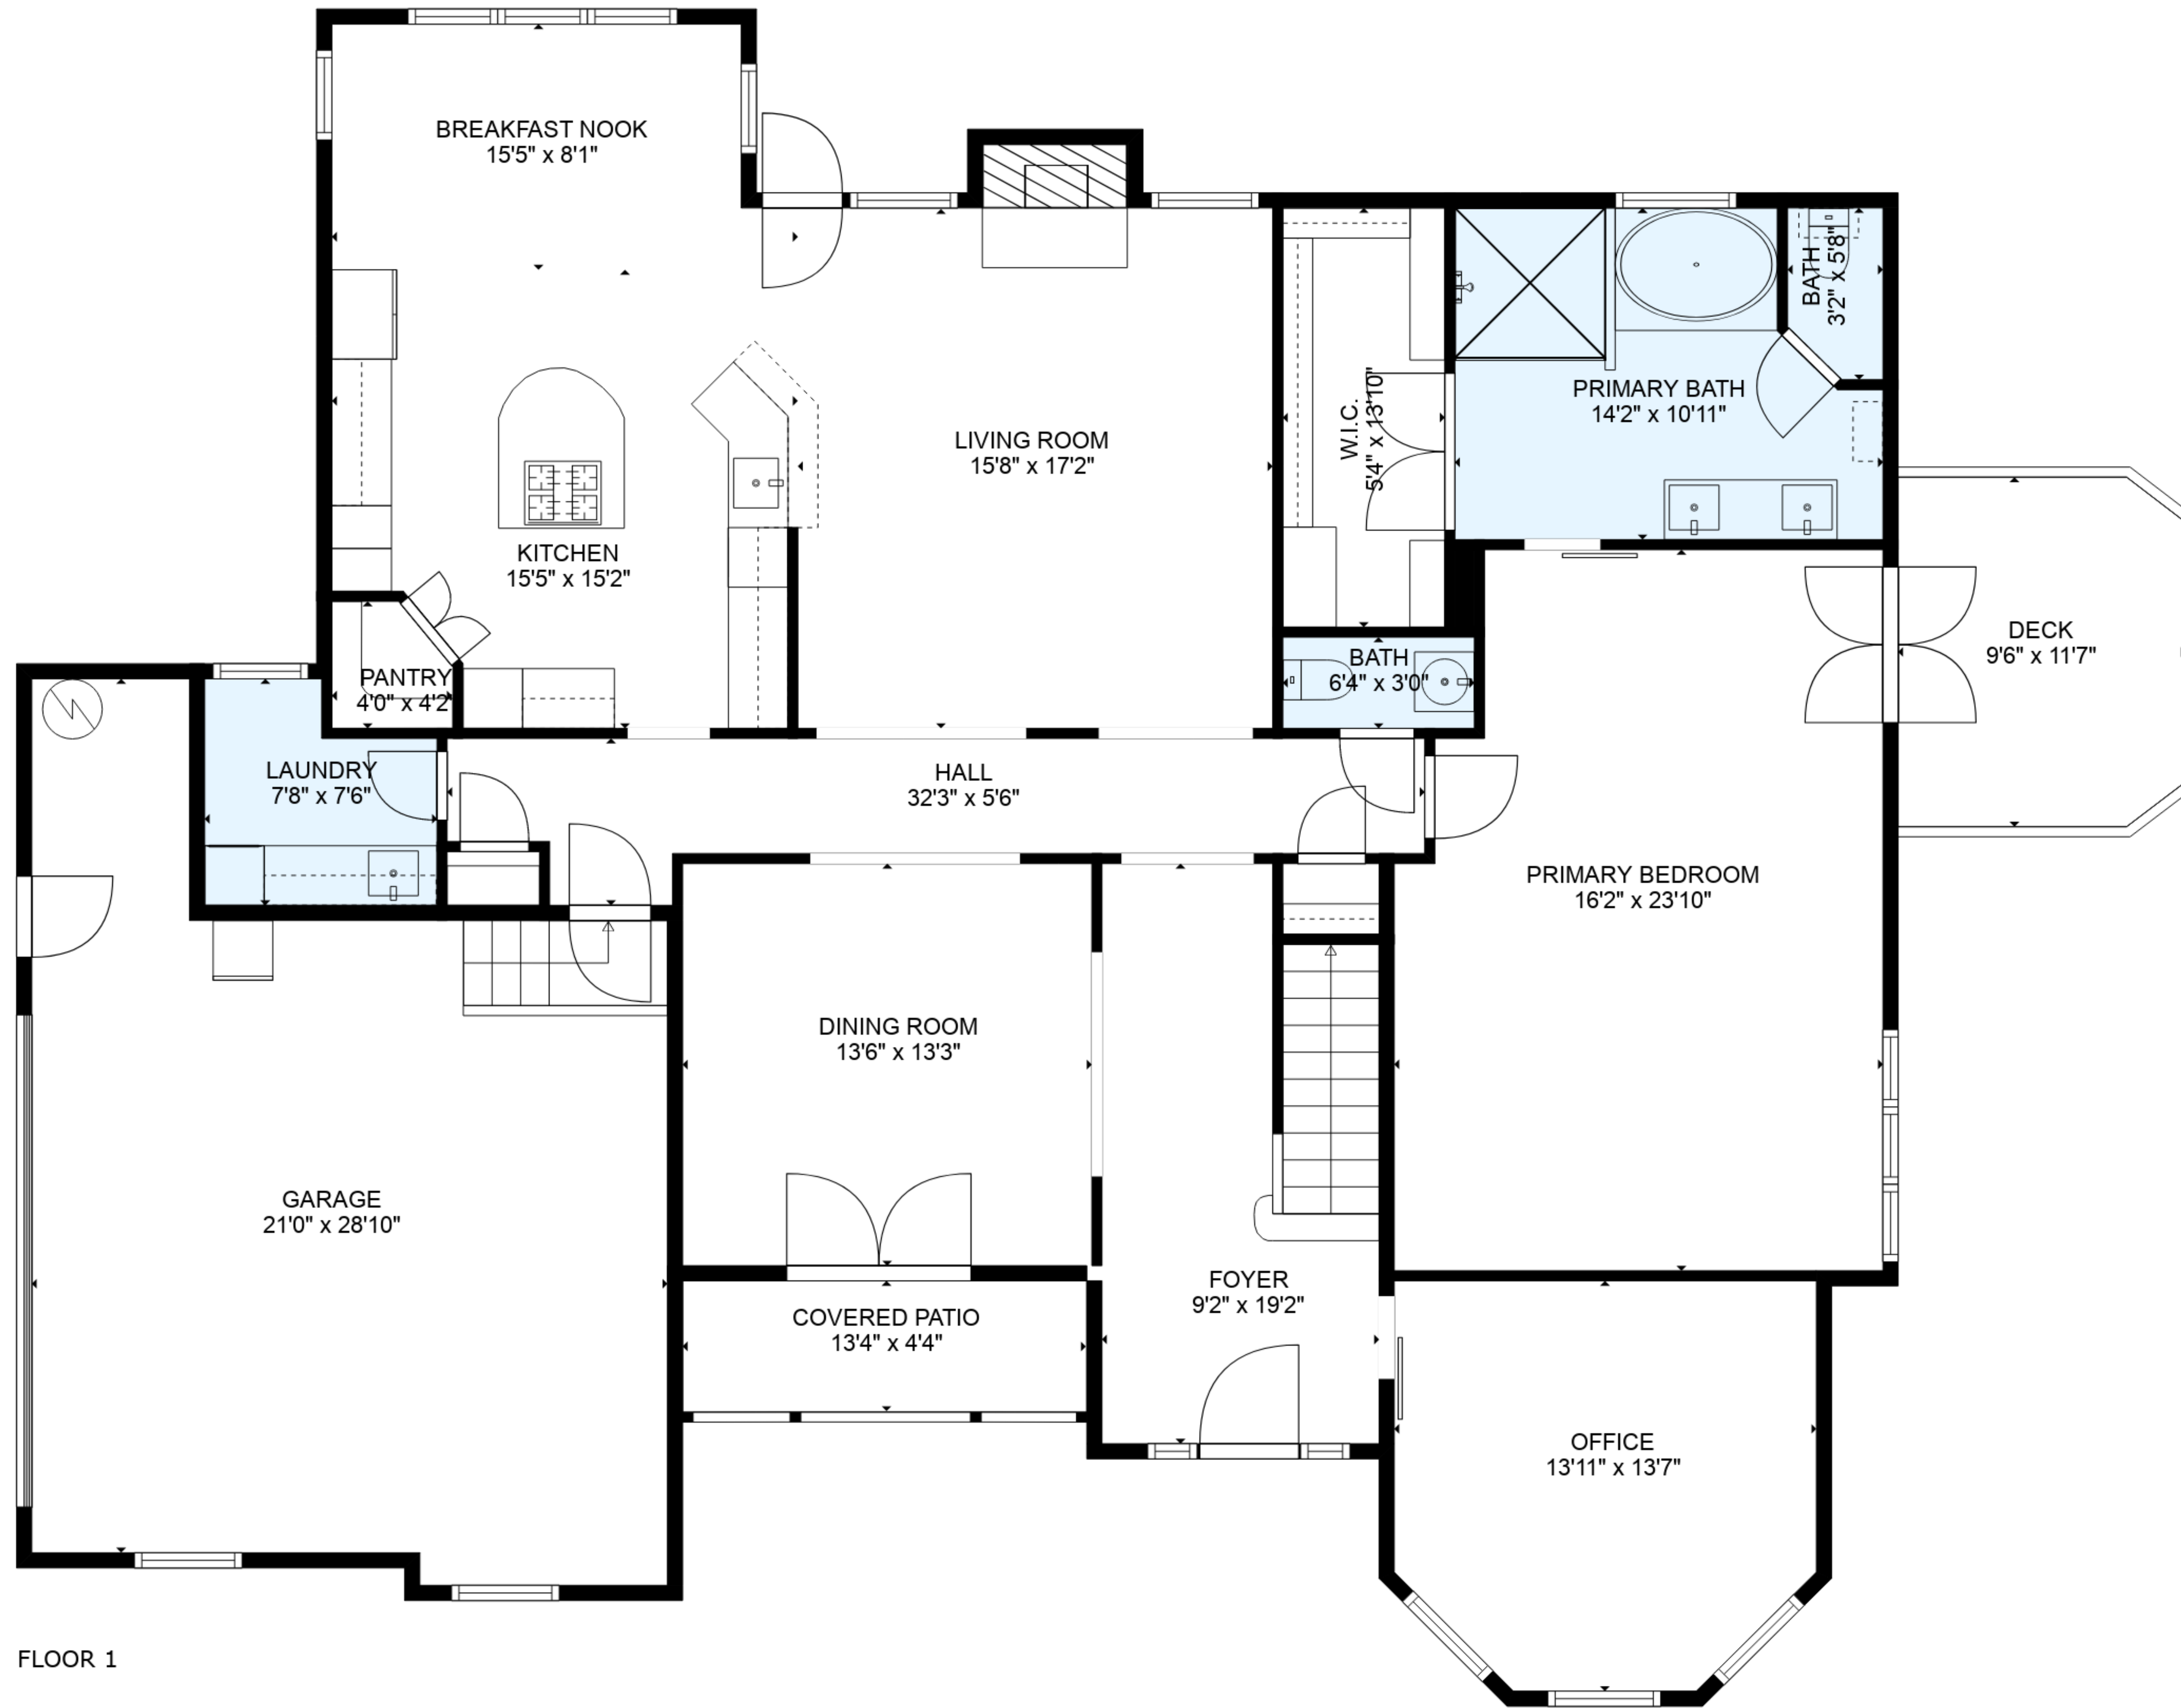 BREAKFAST NOOK
15'5" x 8'1"
BATH
3'2" x 5'8"
PRIMARY BATH
14'2" x 10'11"
LIVING ROOM
15'8" x 17'2"
W.I.C.
5'4" x 13'10"
KITCHEN
15'5" x 15'2"
DECK
9'6" x 11'7"
BATH
6'4" x 3'0"
PANTRY
4'0" x 4'2"
LAUNDRY
7'8" x 7'6"
HALL
32'3" x 5'6"
PRIMARY BEDROOM
16'2" x 23'10"
DINING ROOM
13'6" x 13'3"
GARAGE
21'0" x 28'10"
FOYER
9'2" x 19'2"
COVERED PATIO
13'4" x 4'4"
OFFICE
13'11" x 13'7"
FLOOR 1